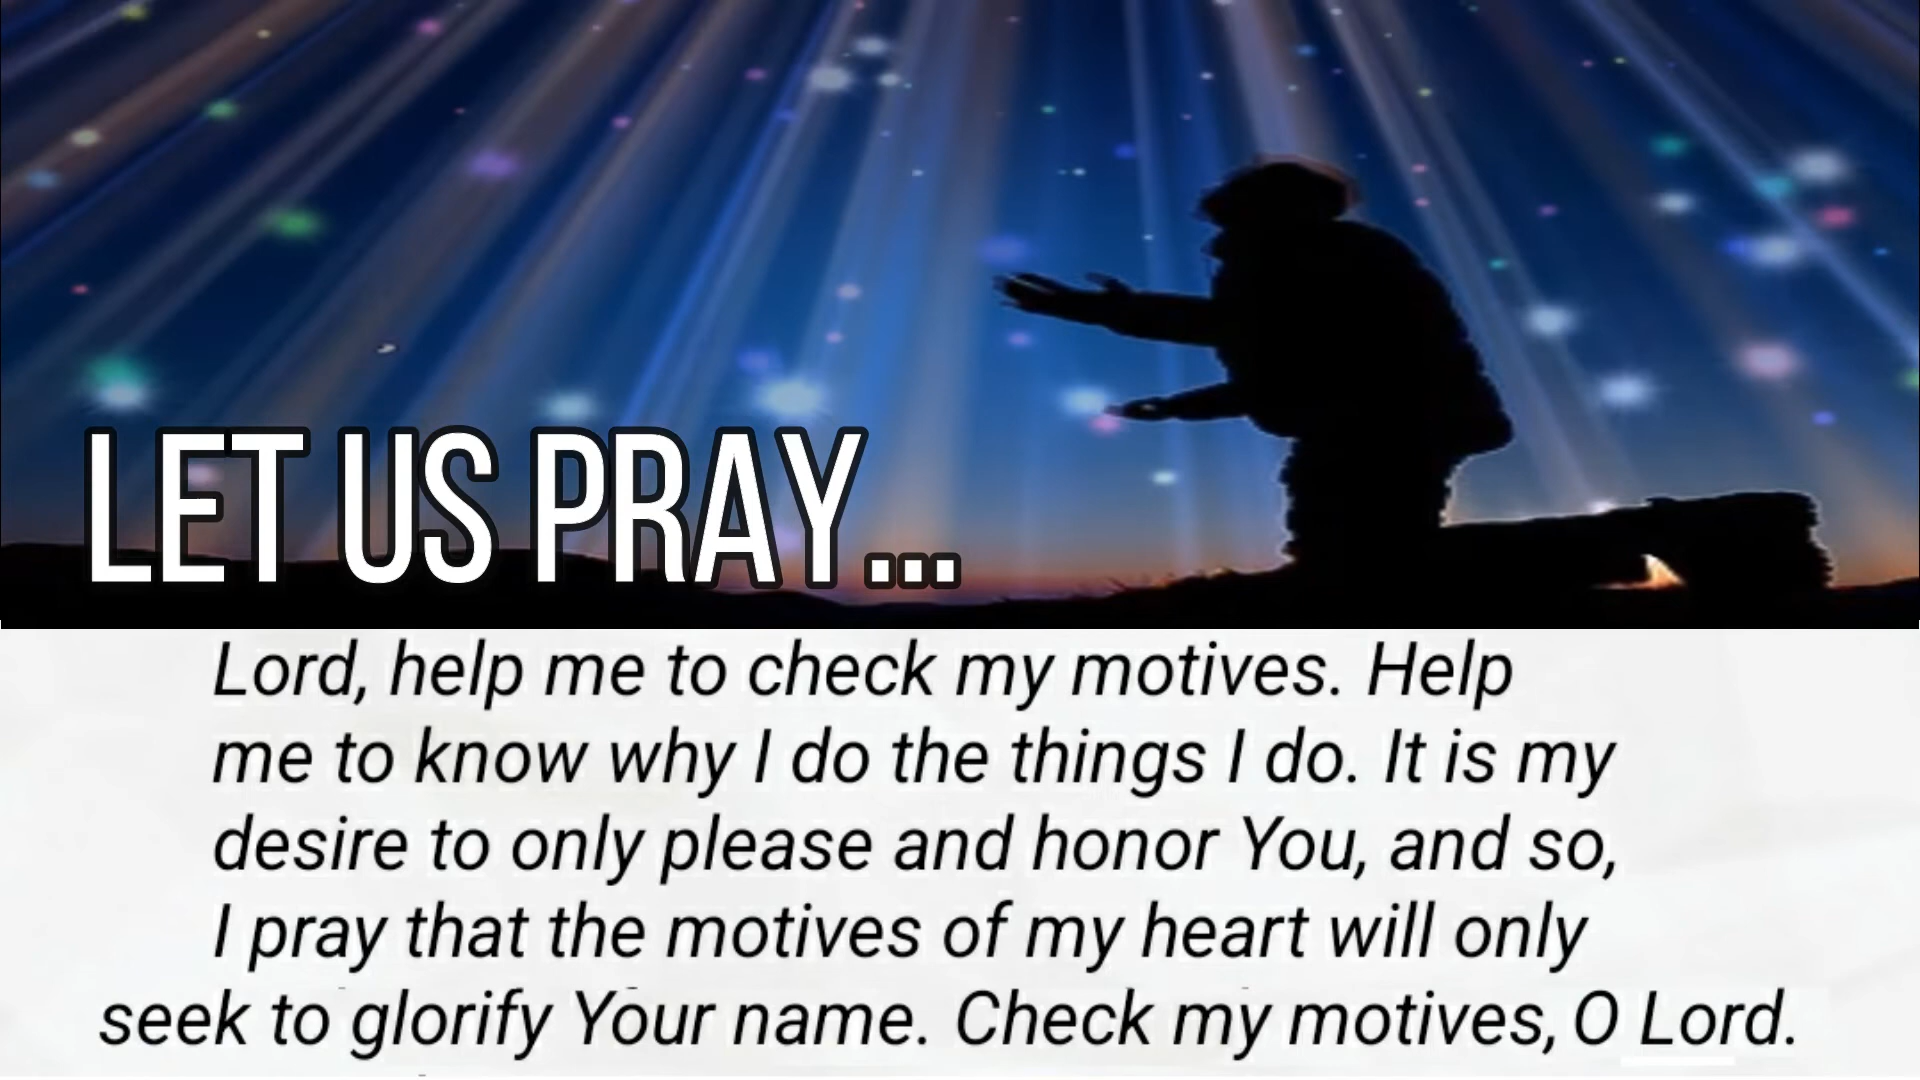 LET US PRAY...
Lord, help me to check my motives. Help
me to know why I do the things I do. It is my
desire to only please and honor You, and so,
I pray that the motives of my heart will only
seek to glorify Your name. Check my motives, O Lord.